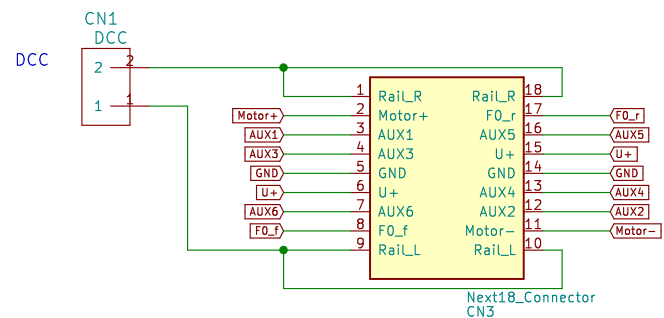 CN1
DCC
DCC
2 2
1 1
1 Rail_R Rail_R 18
Motor+ 2 Motor+ F0_r 17 F0_r
AUX1 3 AUX1 AUX5 16 AUX5
AUX3 4 AUX3 U+ 15 U+
GND 5 GND GND 14 GND
U+ 6 U+ AUX4 13 AUX4
AUX6 7 AUX6 AUX2 12 AUX2
F0_f 8 F0_f Motor- 11 Motor-
9 Rail_L Rail_L 10
Next18_Connector
CN3